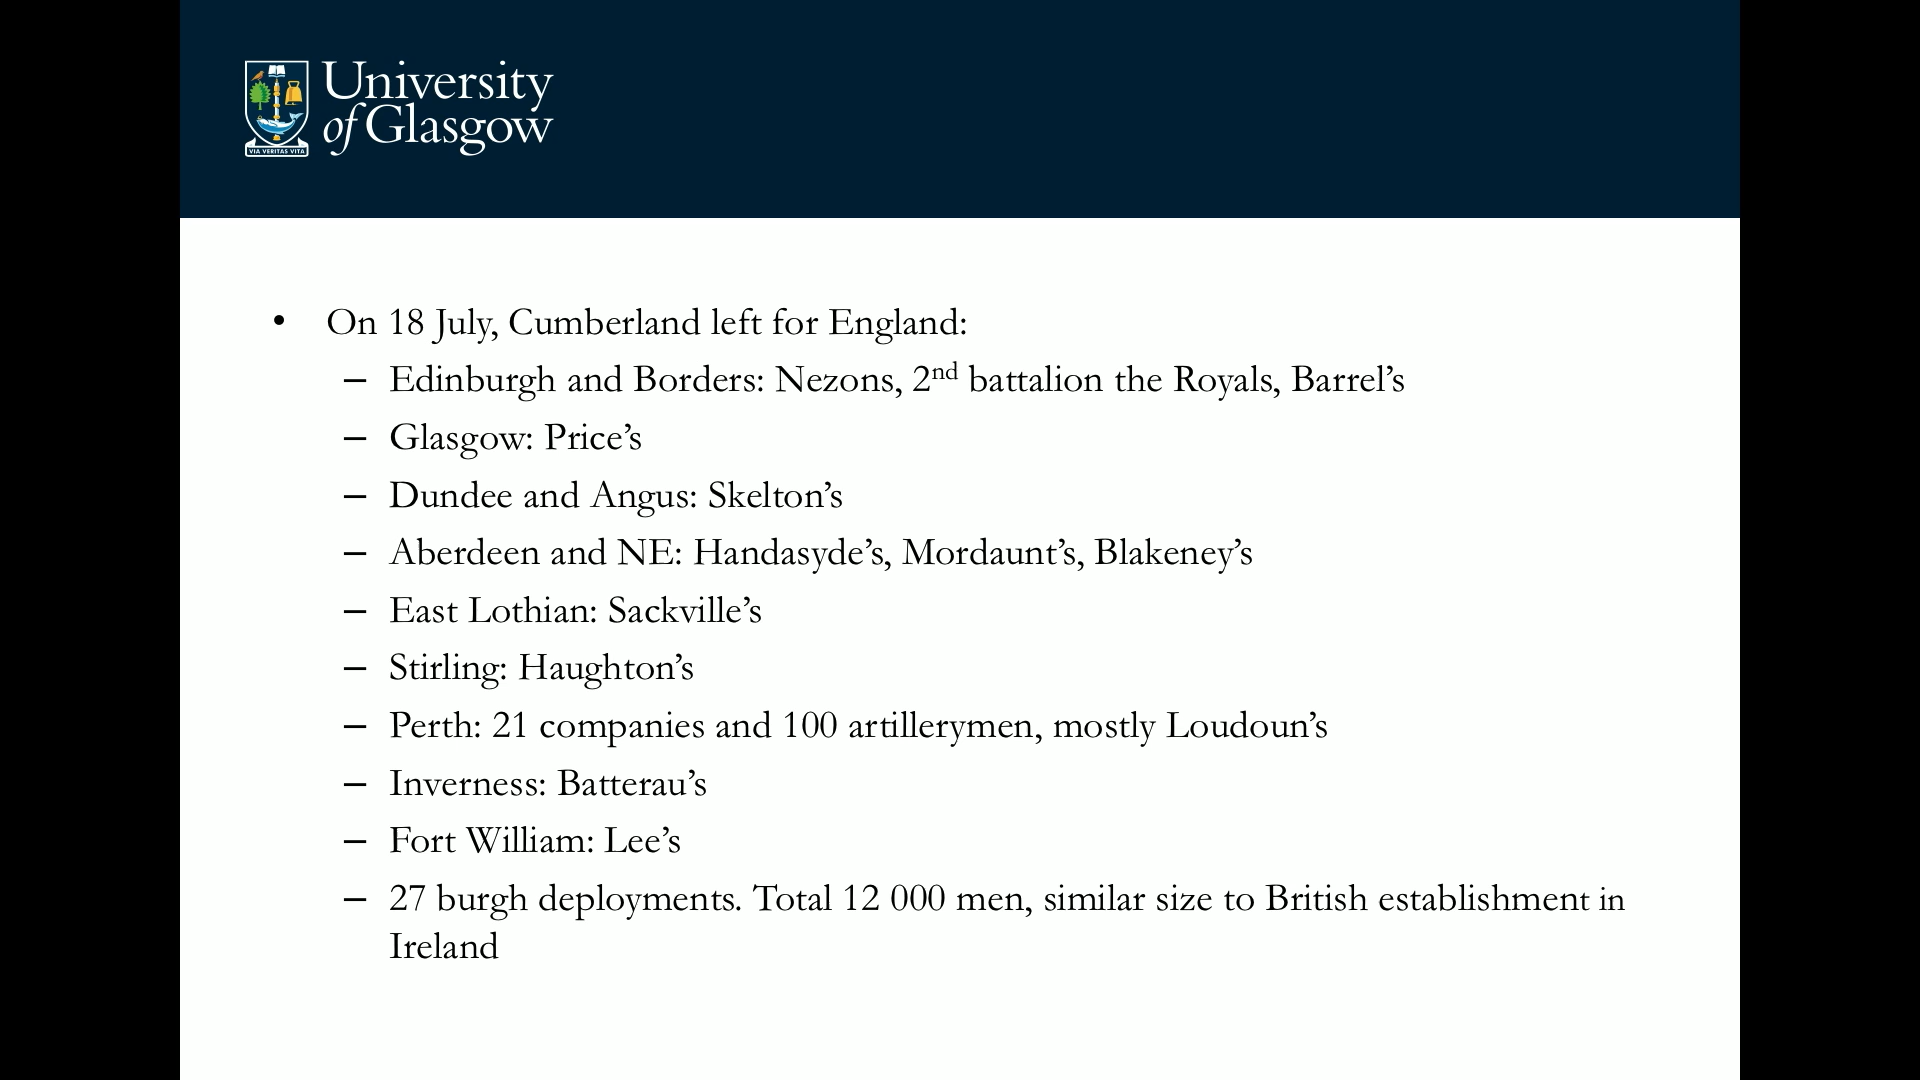 University
of Glasgow
VIA VERITAS VITA
• On 18 July, Cumberland left for England:
– Edinburgh and Borders: Nezons, 2nd battalion the Royals, Barrel’s
– Glasgow: Price’s
– Dundee and Angus: Skelton’s
– Aberdeen and NE: Handasyde’s, Mordaunt’s, Blakeney’s
– East Lothian: Sackville’s
– Stirling: Haughton’s
– Perth: 21 companies and 100 artillerymen, mostly Loudoun’s
– Inverness: Batterau’s
– Fort William: Lee’s
– 27 burgh deployments. Total 12 000 men, similar size to British establishment in
Ireland